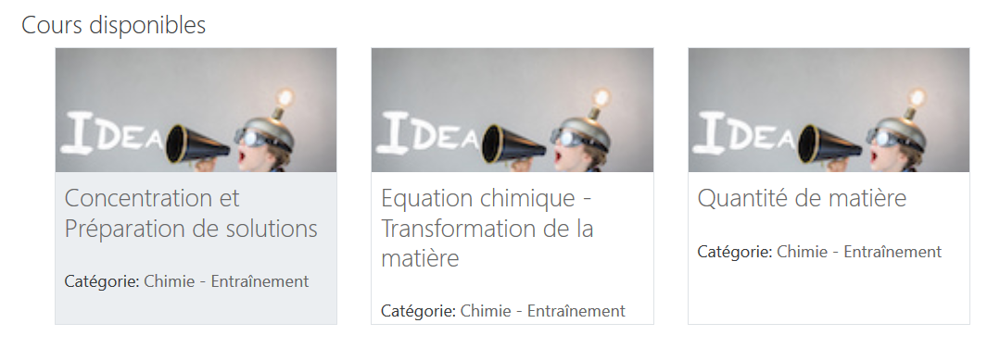 Cours disponibles
IDEA
IDEA
IDEA
Concentration et
Préparation de solutions
Catégorie: Chimie - Entraînement
Equation chimique -
Transformation de la
matière
Catégorie: Chimie - Entraînement
Quantité de matière
Catégorie: Chimie - Entraînement